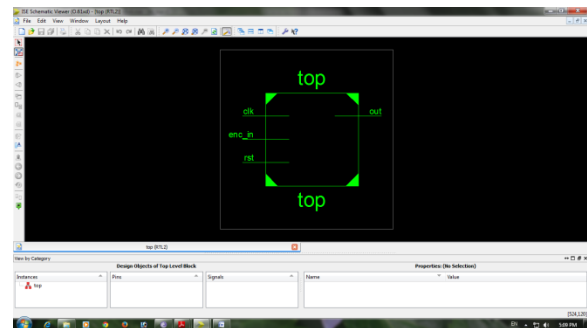 ISE Schematic Viewer (O.61xd) - [top (RTL2)]
File Edit View Window Layout Help
top
clk
out
enc_in
rst
top
top (RTL2)
View by Category
Design Objects of Top Level Block
Properties: (No Selection)
Instances
Pins
Signals
Name
Value
top
EN
5:09 PM